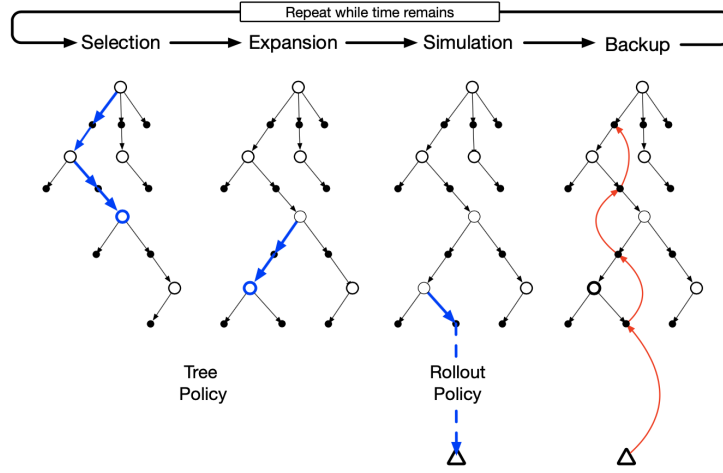 Repeat while time remains
Selection
Expansion
Simulation
Backup
Tree
Policy
Rollout
Policy